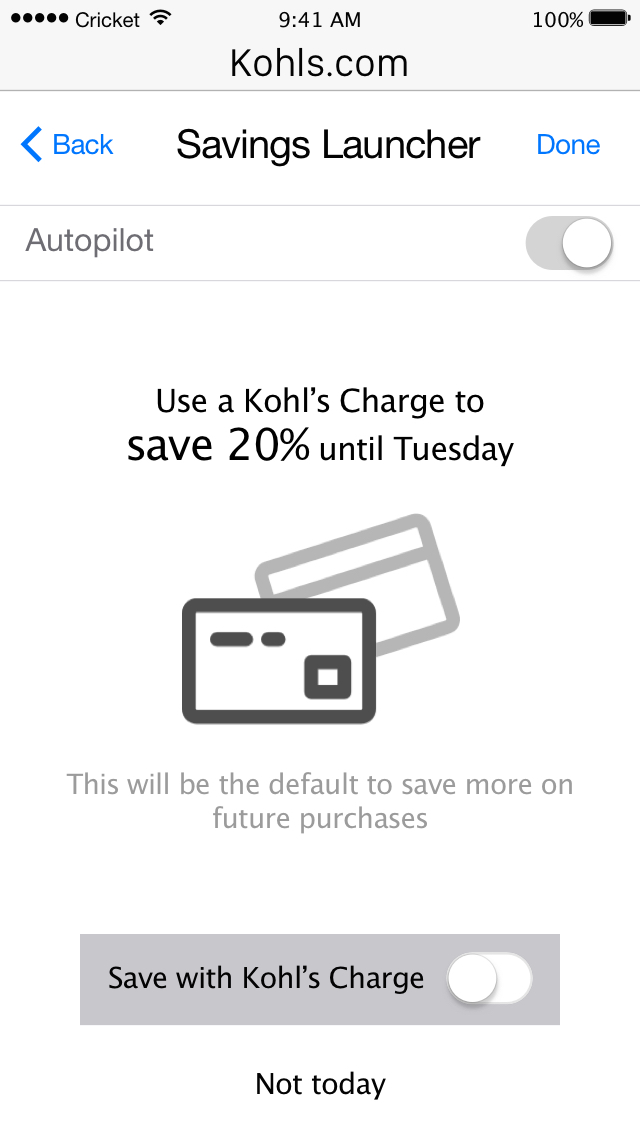 Cricket 9:41 AM 100%
Kohls.com
Back Savings Launcher Done
Autopilot
Use a Kohl’s Charge to
save 20% until Tuesday
This will be the default to save more on
future purchases
Save with Kohl’s Charge
Not today